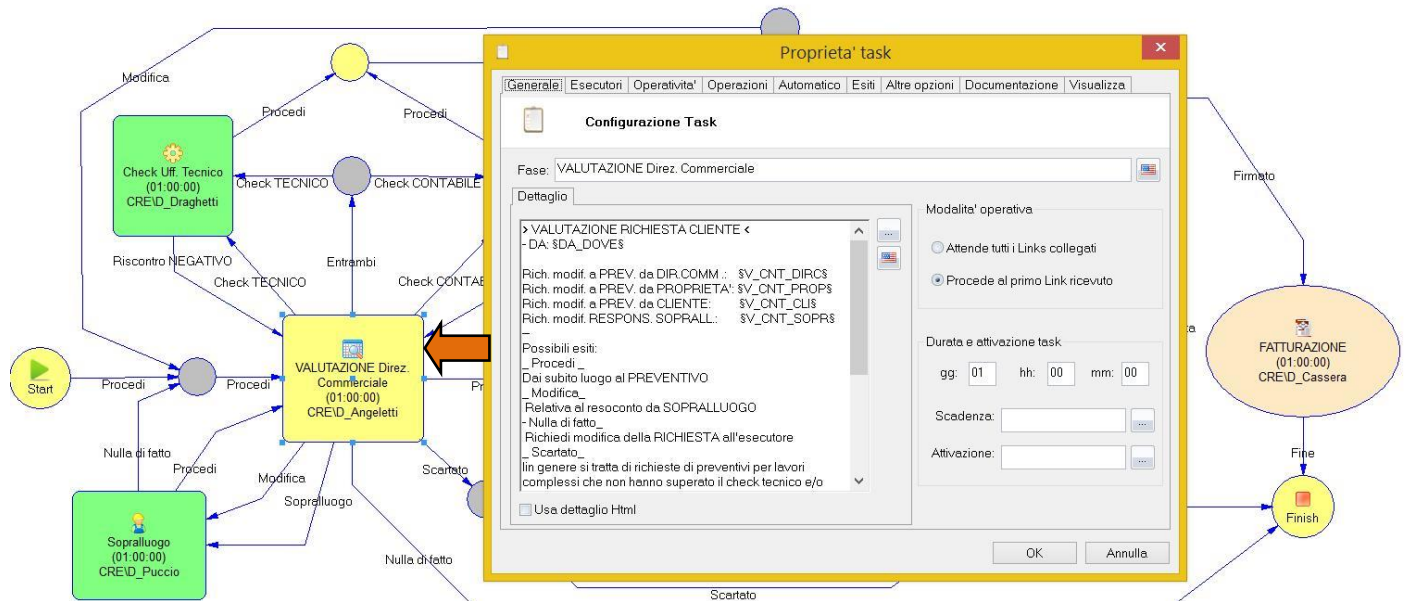 Modifica
Procedi
Procedi
Check Uff. Tecnico
(01:00:00)
CRE\D_Draghetti
Check TECNICO
Check CONTABILE
Riscontro NEGATIVO
Entrambi
Check TECNICO
Check CONTAB
Start
Procedi
Procedi
VALUTAZIONE Direz.
Commerciale
(01:00:00)
CRE\D_Angeletti
Nulla di fatto
Procedi
Modifica
Sopralluogo
Scartato
Sopralluogo
(01:00:00)
CRE\D_Puccio
Nulla di fatto
Scartato
Proprieta' task
Generale
Esecutori
Operativita'
Operazioni
Automatico
Esiti
Altre opzioni
Documentazione
Visualizza
Configurazione Task
Fase:
VALUTAZIONE Direz. Commerciale
Dettaglio
> VALUTAZIONE RICHIESTA CLIENTE <
- DA: §DA_DOVE§
Rich. modif. a PREV. da DIR.COMM .: §V_CNT_DIRC§
Rich. modif. a PREV. da PROPRIETA': §V_CNT_PROP§
Rich. modif. a PREV. da CLIENTE: §V_CNT_CLI§
Rich. modif. RESPONS. SOPRALL.: §V_CNT_SOPR§
_
Possibili esiti:
_ Procedi _
Dai subito luogo al PREVENTIVO
_ Modifica_
Relativa al resoconto da SOPRALLUOGO
- Nulla di fatto_
Richiedi modifica della RICHIESTA all'esecutore
_ Scartato_
Iin genere si tratta di richieste di preventivi per lavori
complessi che non hanno superato il check tecnico e/o
Usa dettaglio Html
Modalita' operativa
Attende tutti i Links collegati
Procede al primo Link ricevuto
Durata e attivazione task
gg: 01 hh: 00 mm: 00
Scadenza:
...
Attivazione:
...
OK
Annulla
Firmato
FATTURAZIONE
(01:00:00)
CRE\D_Cassera
Fine
Finish